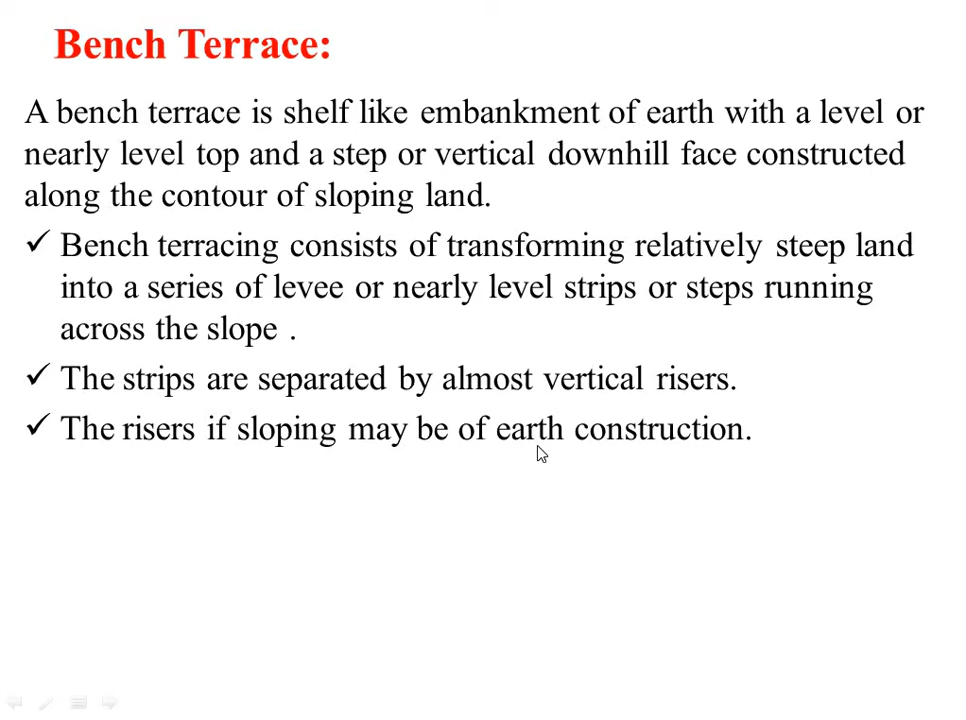 Bench Terrace:
A bench terrace is shelf like embankment of earth with a level or
nearly level top and a step or vertical downhill face constructed
along the contour of sloping land.
✓ Bench terracing consists of transforming relatively steep land
into a series of levee or nearly level strips or steps running
across the slope .
✓ The strips are separated by almost vertical risers.
✓ The risers if sloping may be of earth construction.